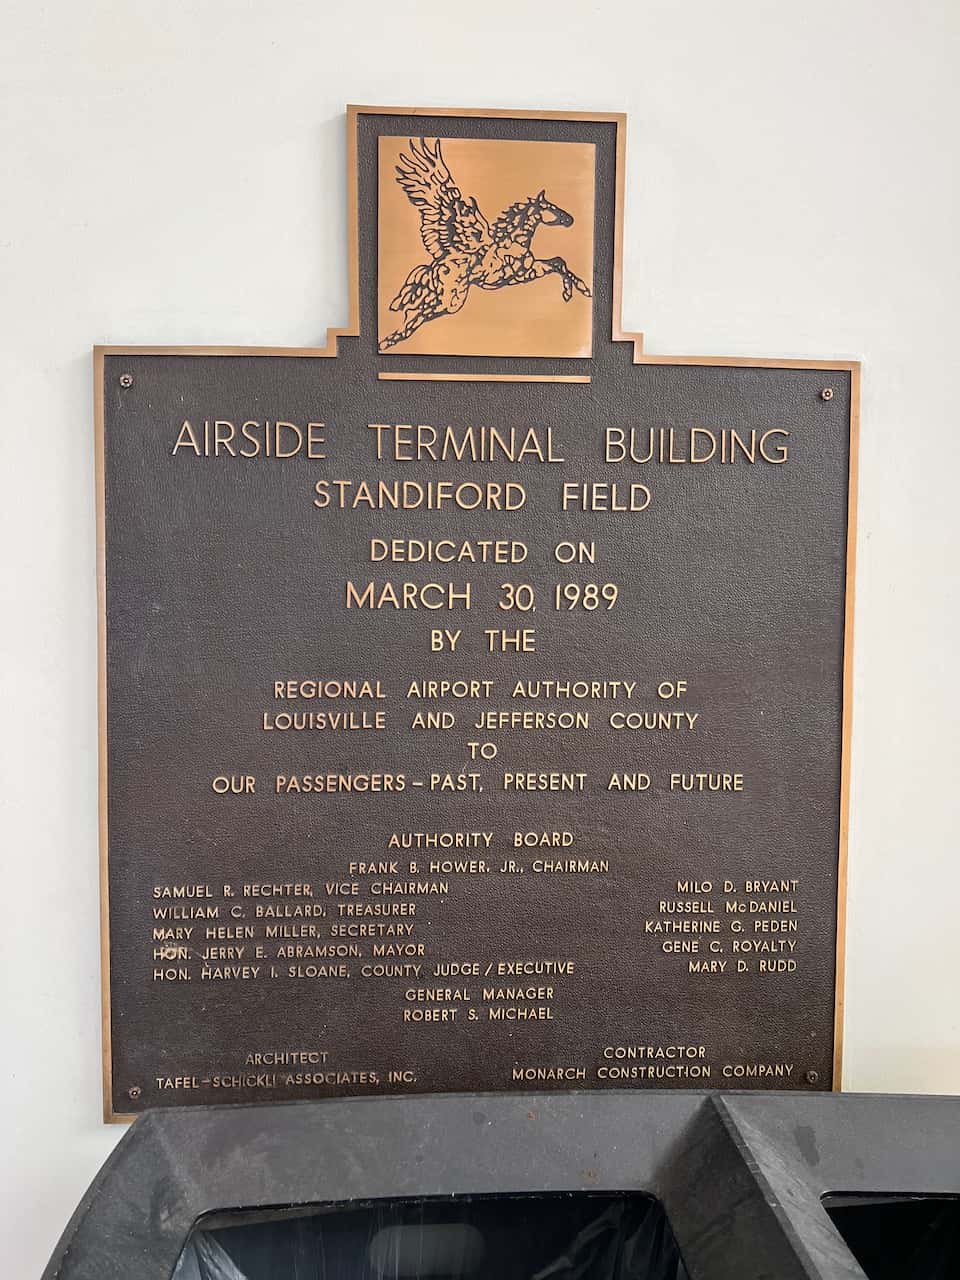 AIRSIDE TERMINAL BUILDING
STANDIFORD FIELD
DEDICATED ON
MARCH 30, 1989
BY THE
REGIONAL AIRPORT AUTHORITY OF
LOUISVILLE AND JEFFERSON COUNTY
TO
OUR PASSENGERS – PAST, PRESENT AND FUTURE
AUTHORITY BOARD
FRANK B. HOWER, JR., CHAIRMAN
SAMUEL R. RECHTER, VICE CHAIRMAN
WILLIAM C. BALLARD, TREASURER
MARY HELEN MILLER, SECRETARY
HON. JERRY E. ABRAMSON, MAYOR
HON. HARVEY I. SLOANE, COUNTY JUDGE / EXECUTIVE
MILO D. BRYANT
RUSSELL McDANIEL
KATHERINE G. PEDEN
GENE C. ROYALTY
MARY D. RUDD
GENERAL MANAGER
ROBERT S. MICHAEL
ARCHITECT
TAFEL–SCHICKLI ASSOCIATES, INC.
CONTRACTOR
MONARCH CONSTRUCTION COMPANY